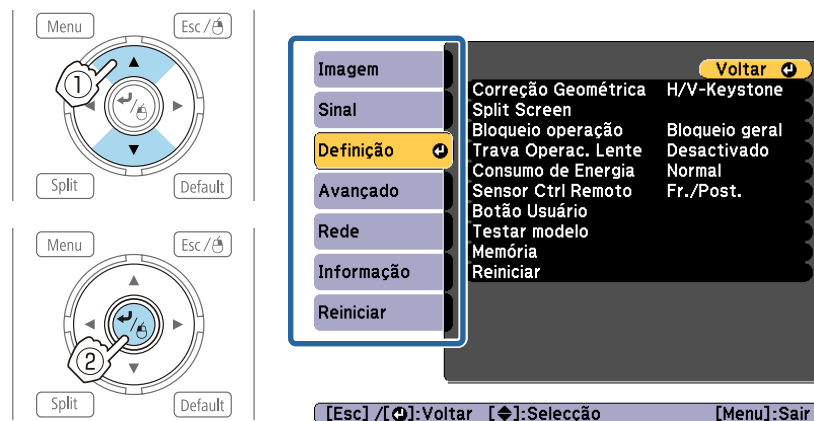 Menu
Esc/
1
Split
Default
Menu
Esc/
2
Split
Default
Imagem
Sinal
Definição
Avançado
Rede
Informação
Reiniciar
Voltar
Correção Geométrica H/V-Keystone
Split Screen
Bloqueio operação Bloqueio geral
Trava Operac. Lente Desactivado
Consumo de Energia Normal
Sensor Ctrl Remoto Fr./Post.
Botão Usuário
Testar modelo
Memória
Reiniciar
[Esc] /[⏎]:Voltar [◆]:Selecção [Menu]:Sair